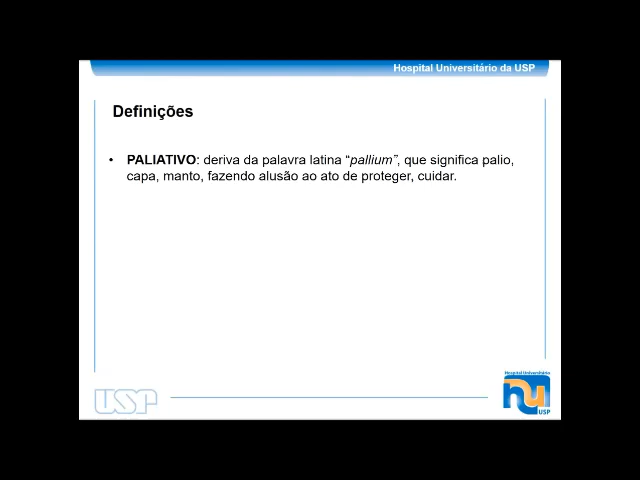 Hospital Universitário da USP
Definições
• PALIATIVO: deriva da palavra latina “pallium”, que significa palio,
capa, manto, fazendo alusão ao ato de proteger, cuidar.
Hospital Universitário
hu
USP
USP